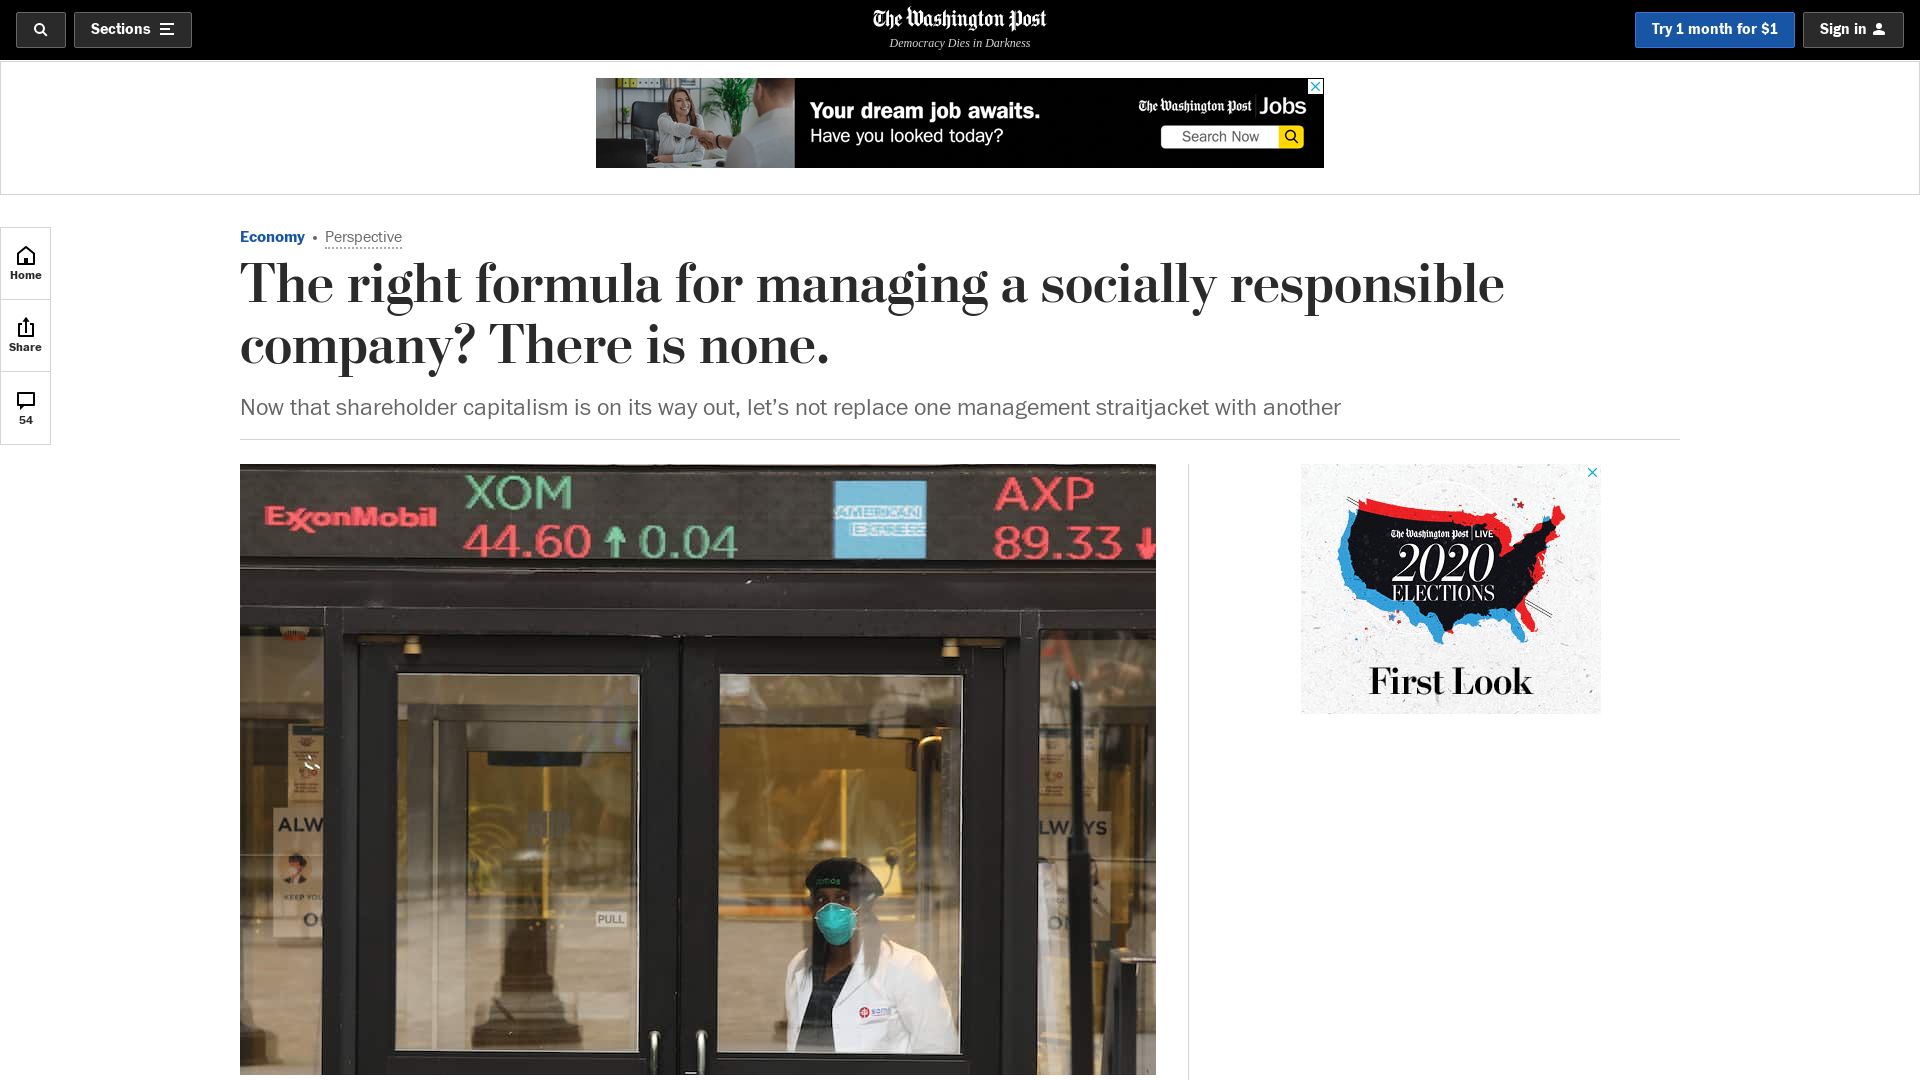 Sections
The Washington Post
Democracy Dies in Darkness
Try 1 month for $1
Sign in
Your dream job awaits.
Have you looked today?
The Washington Post Jobs
Search Now
Home
Share
54
Economy • Perspective
The right formula for managing a socially responsible
company? There is none.
Now that shareholder capitalism is on its way out, let’s not replace one management straitjacket with another
ExxonMobil
XOM
44.60 ↑ 0.04
AMERICAN
EXPRESS
AXP
89.33 ↓
ALW
KEEP YOU
PULL
somos
LWAYS
The Washington Post LIVE
2020
ELECTIONS
First Look